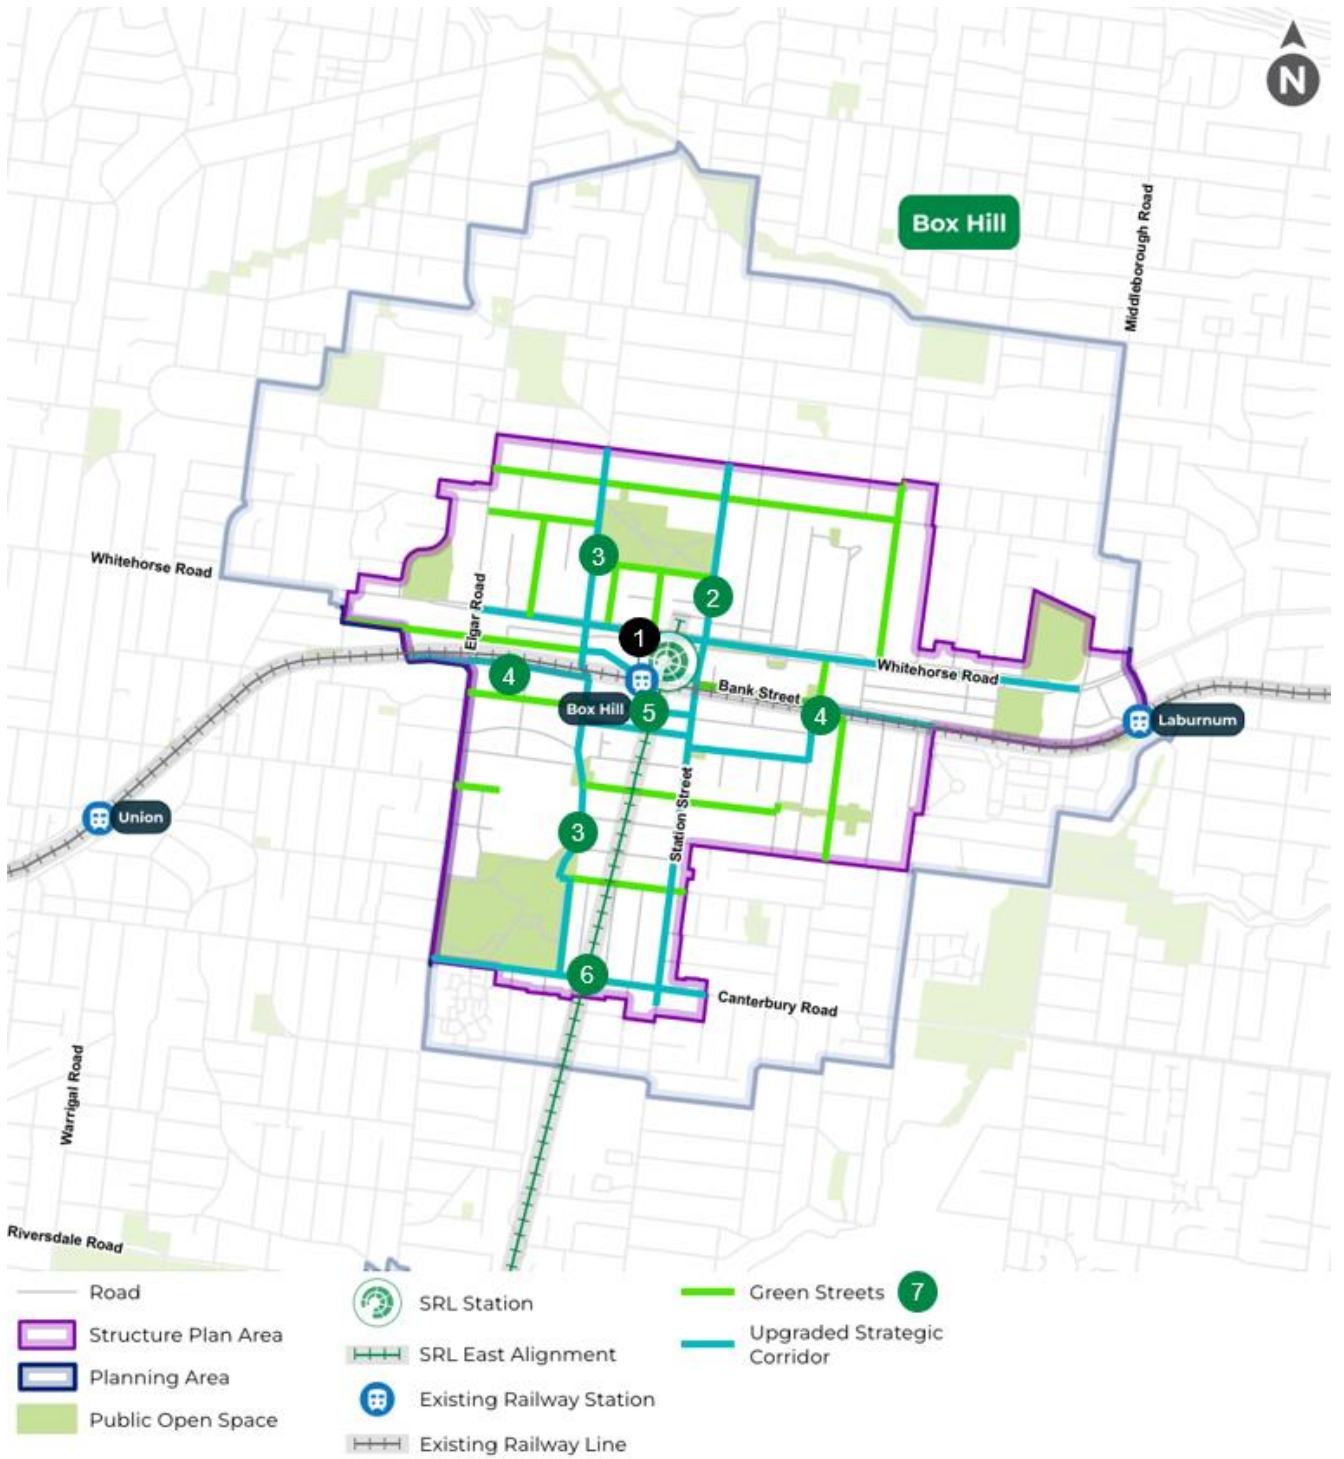 N
Box Hill
Middleborough Road
Whitehorse Road
Elgar Road
3
2
1
4
Whitehorse Road
Bank Street
Box Hill
5
4
Laburnum
Union
Station Street
3
6
Canterbury Road
Warrigal Road
Riversdale Road
Road
Structure Plan Area
Planning Area
Public Open Space
SRL Station
SRL East Alignment
Existing Railway Station
Existing Railway Line
Green Streets 7
Upgraded Strategic
Corridor